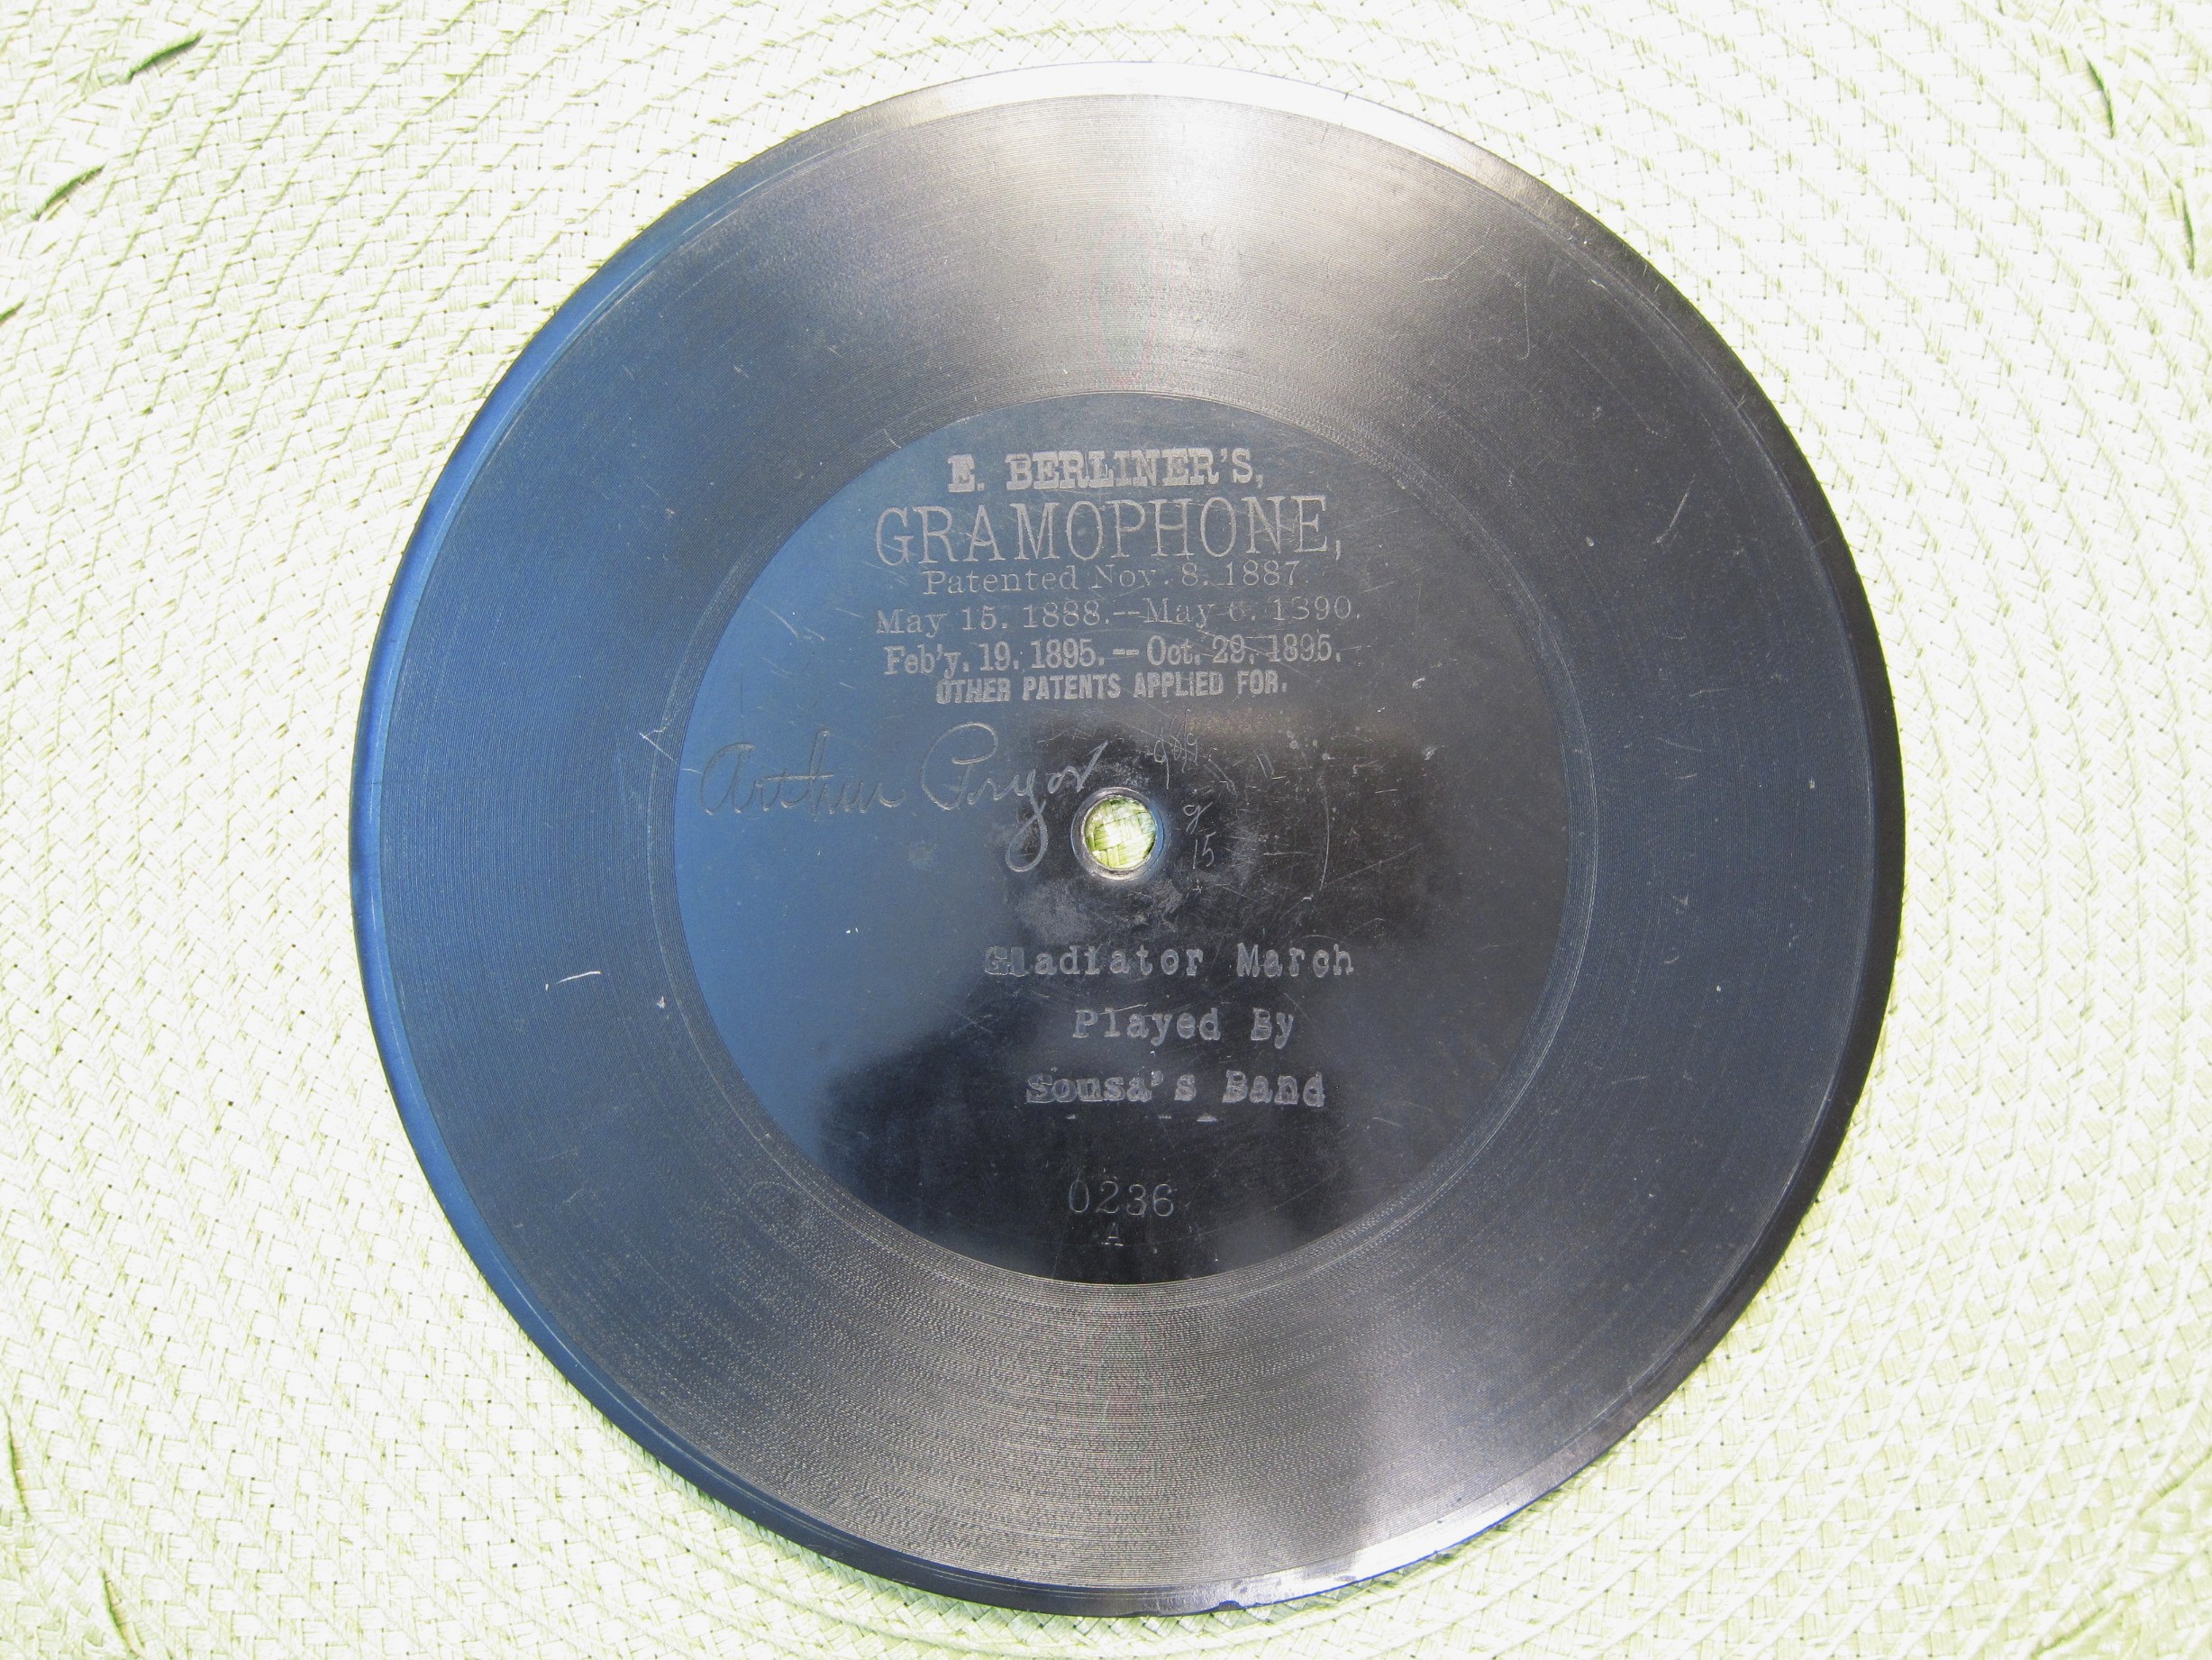 E. BERLINER'S,
GRAMOPHONE,
Patented Nov. 8. 1887.
May 15. 1888.--May 6. 1890.
Feb'y. 19. 1895.--Oct. 29. 1895.
OTHER PATENTS APPLIED FOR.
Arthur Pryor
15
Gladiator March
Played By
Sousa's Band
0236
A